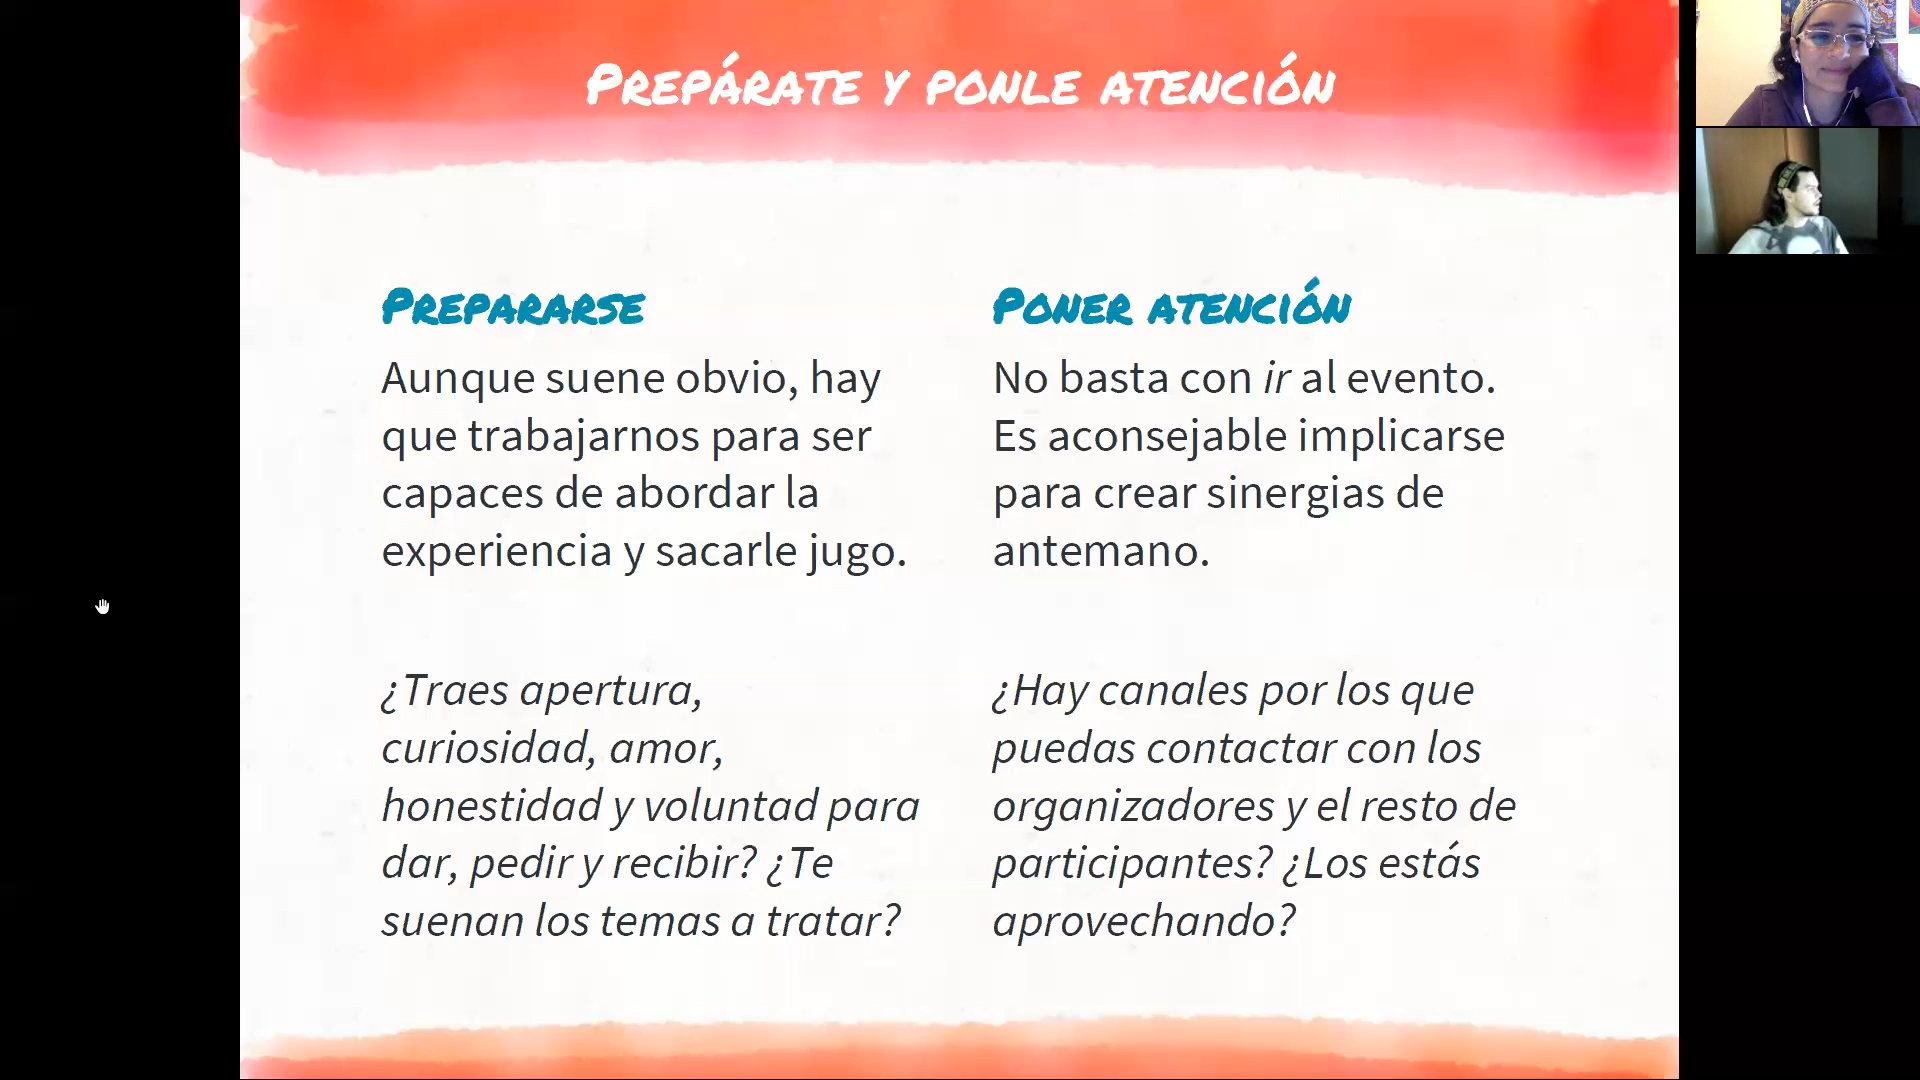 Prepárate y ponle atención
Prepararse
Aunque suene obvio, hay
que trabajarnos para ser
capaces de abordar la
experiencia y sacarle jugo.
¿Traes apertura,
curiosidad, amor,
honestidad y voluntad para
dar, pedir y recibir? ¿Te
suenan los temas a tratar?
Poner atención
No basta con ir al evento.
Es aconsejable implicarse
para crear sinergias de
antemano.
¿Hay canales por los que
puedas contactar con los
organizadores y el resto de
participantes? ¿Los estás
aprovechando?